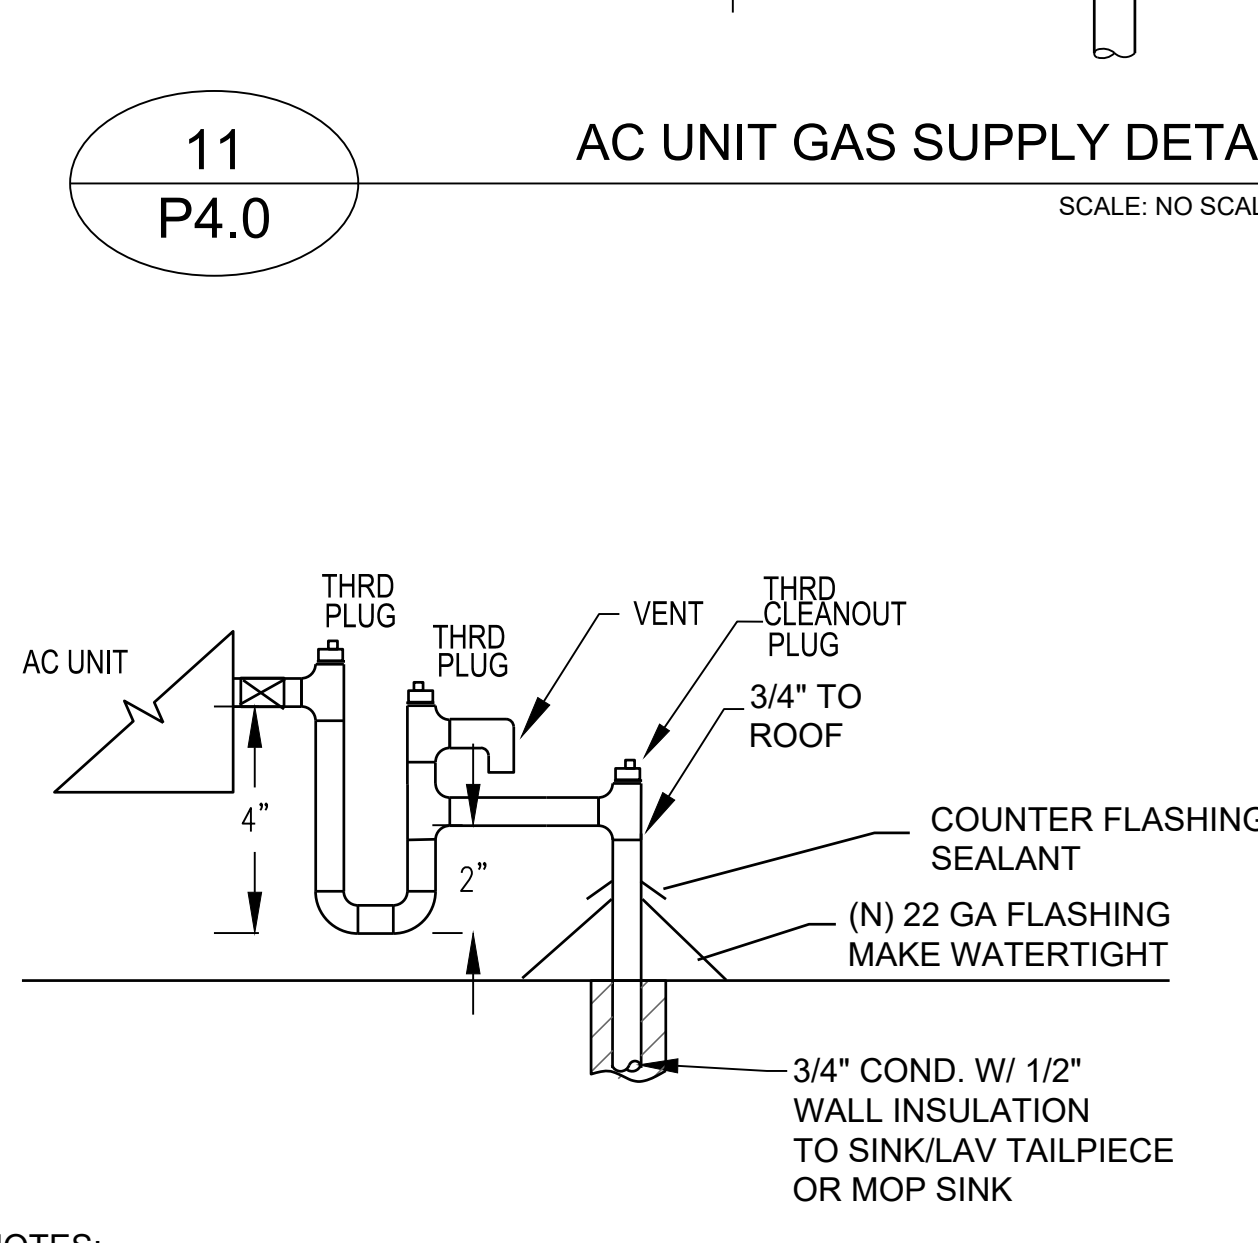 11
P4.0
AC UNIT GAS SUPPLY DETA
SCALE: NO SCAL
THRD
PLUG
THRD
PLUG
VENT
THRD
CLEANOUT
PLUG
AC UNIT
3/4" TO
ROOF
4”
2”
COUNTER FLASHING
SEALANT
(N) 22 GA FLASHING
MAKE WATERTIGHT
3/4" COND. W/ 1/2"
WALL INSULATION
TO SINK/LAV TAILPIECE
OR MOP SINK
NOTES: